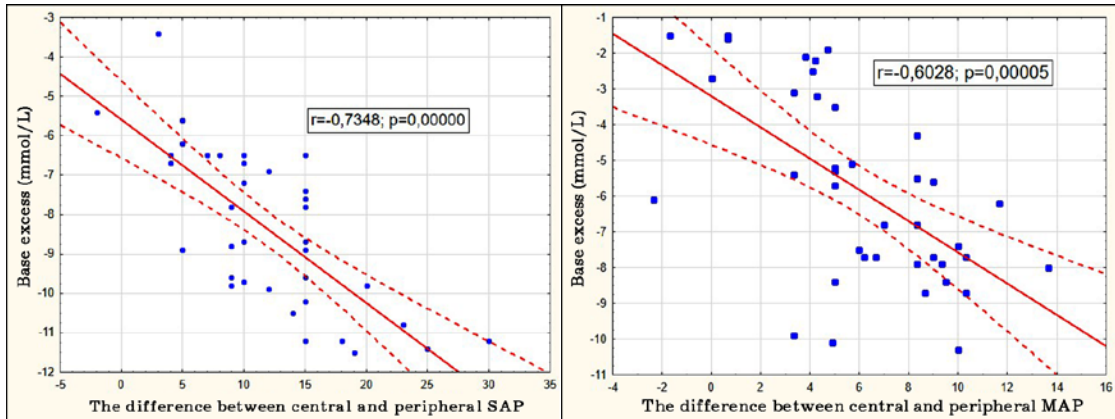 Base excess (mmol/L)
-3
-4
-5
-6
-7
-8
-9
-10
-11
-12
r=-0,7348; p=0,00000
-5 0 5 10 15 20 25 30 35
The difference between central and peripheral SAP
Base excess (mmol/L)
-1
-2
-3
-4
-5
-6
-7
-8
-9
-10
-11
r=-0,6028; p=0,00005
-4 -2 0 2 4 6 8 10 12 14 16
The difference between central and peripheral MAP